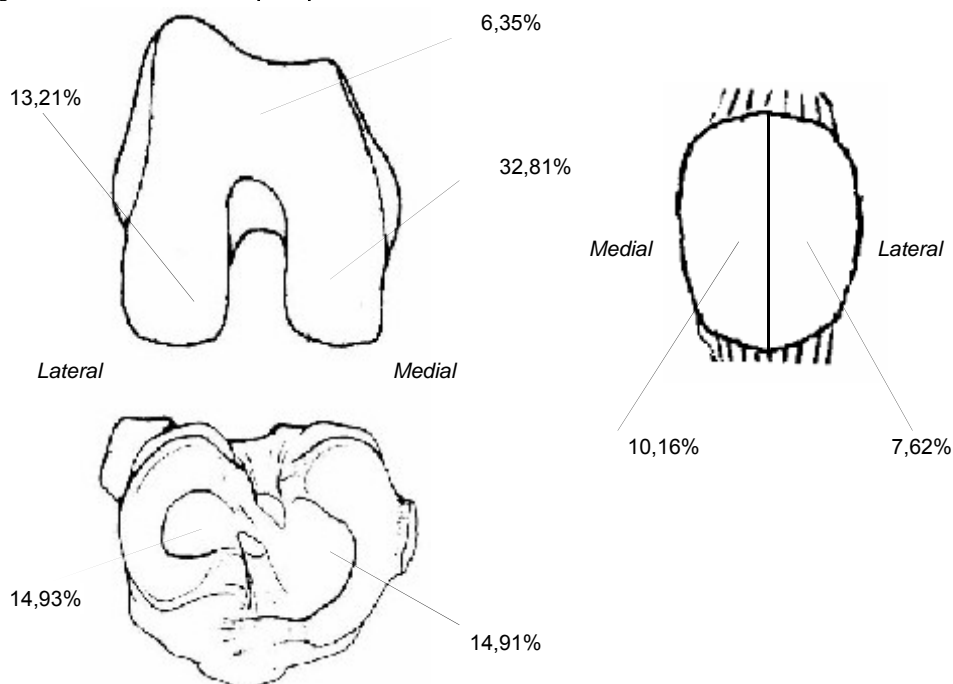 6,35%
13,21%
32,81%
Medial
Lateral
Lateral
Medial
10,16%
7,62%
14,93%
14,91%